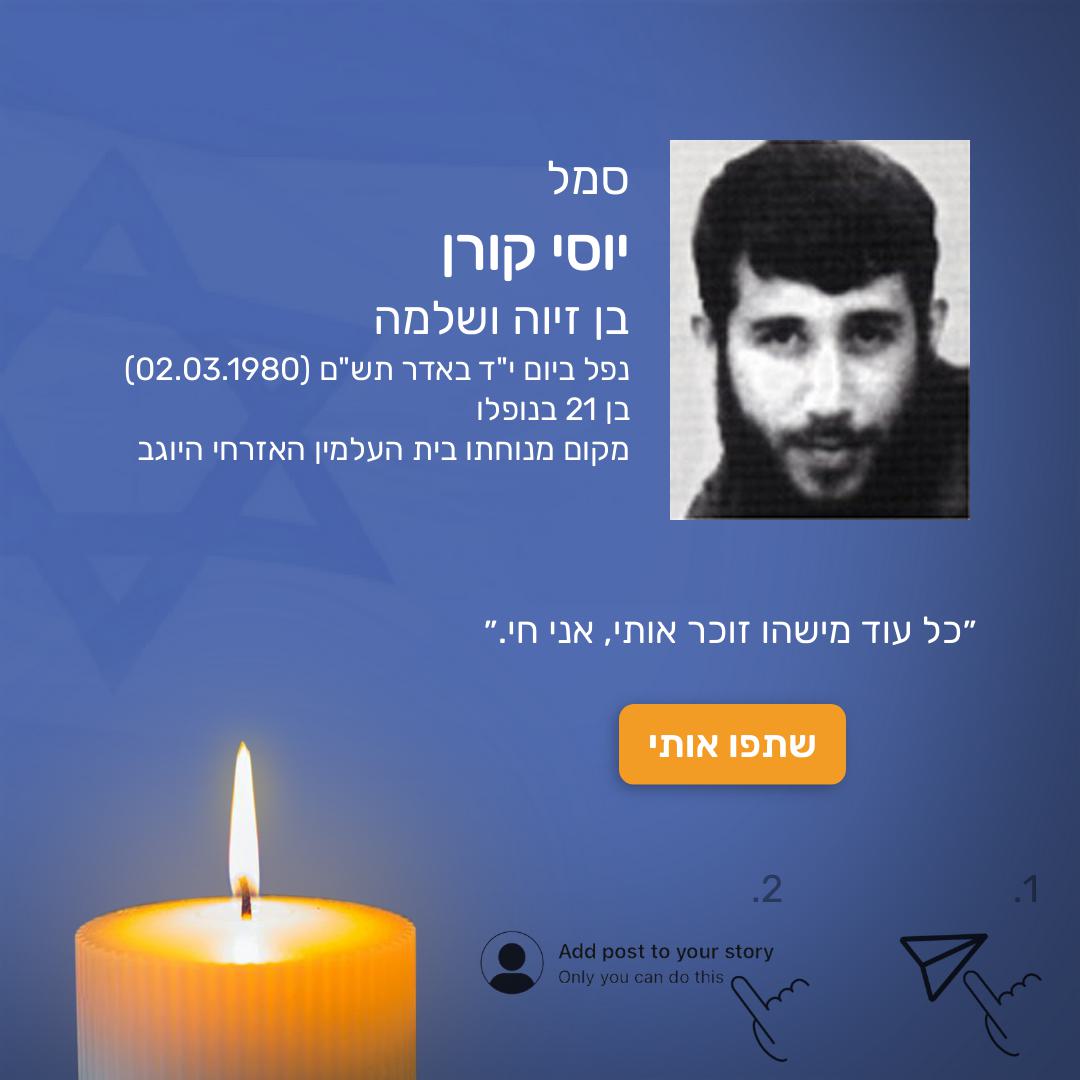 סמל
יוסי קורן
בן זיוה ושלמה
נפל ביום י"ד באדר תש"ם (02.03.1980)
בן 21 בנופלו
מקום מנוחתו בית העלמין האזרחי היוגב
״כל עוד מישהו זוכר אותי, אני חי.״
שתפו אותי
.1
.2
Add post to your story
Only you can do this